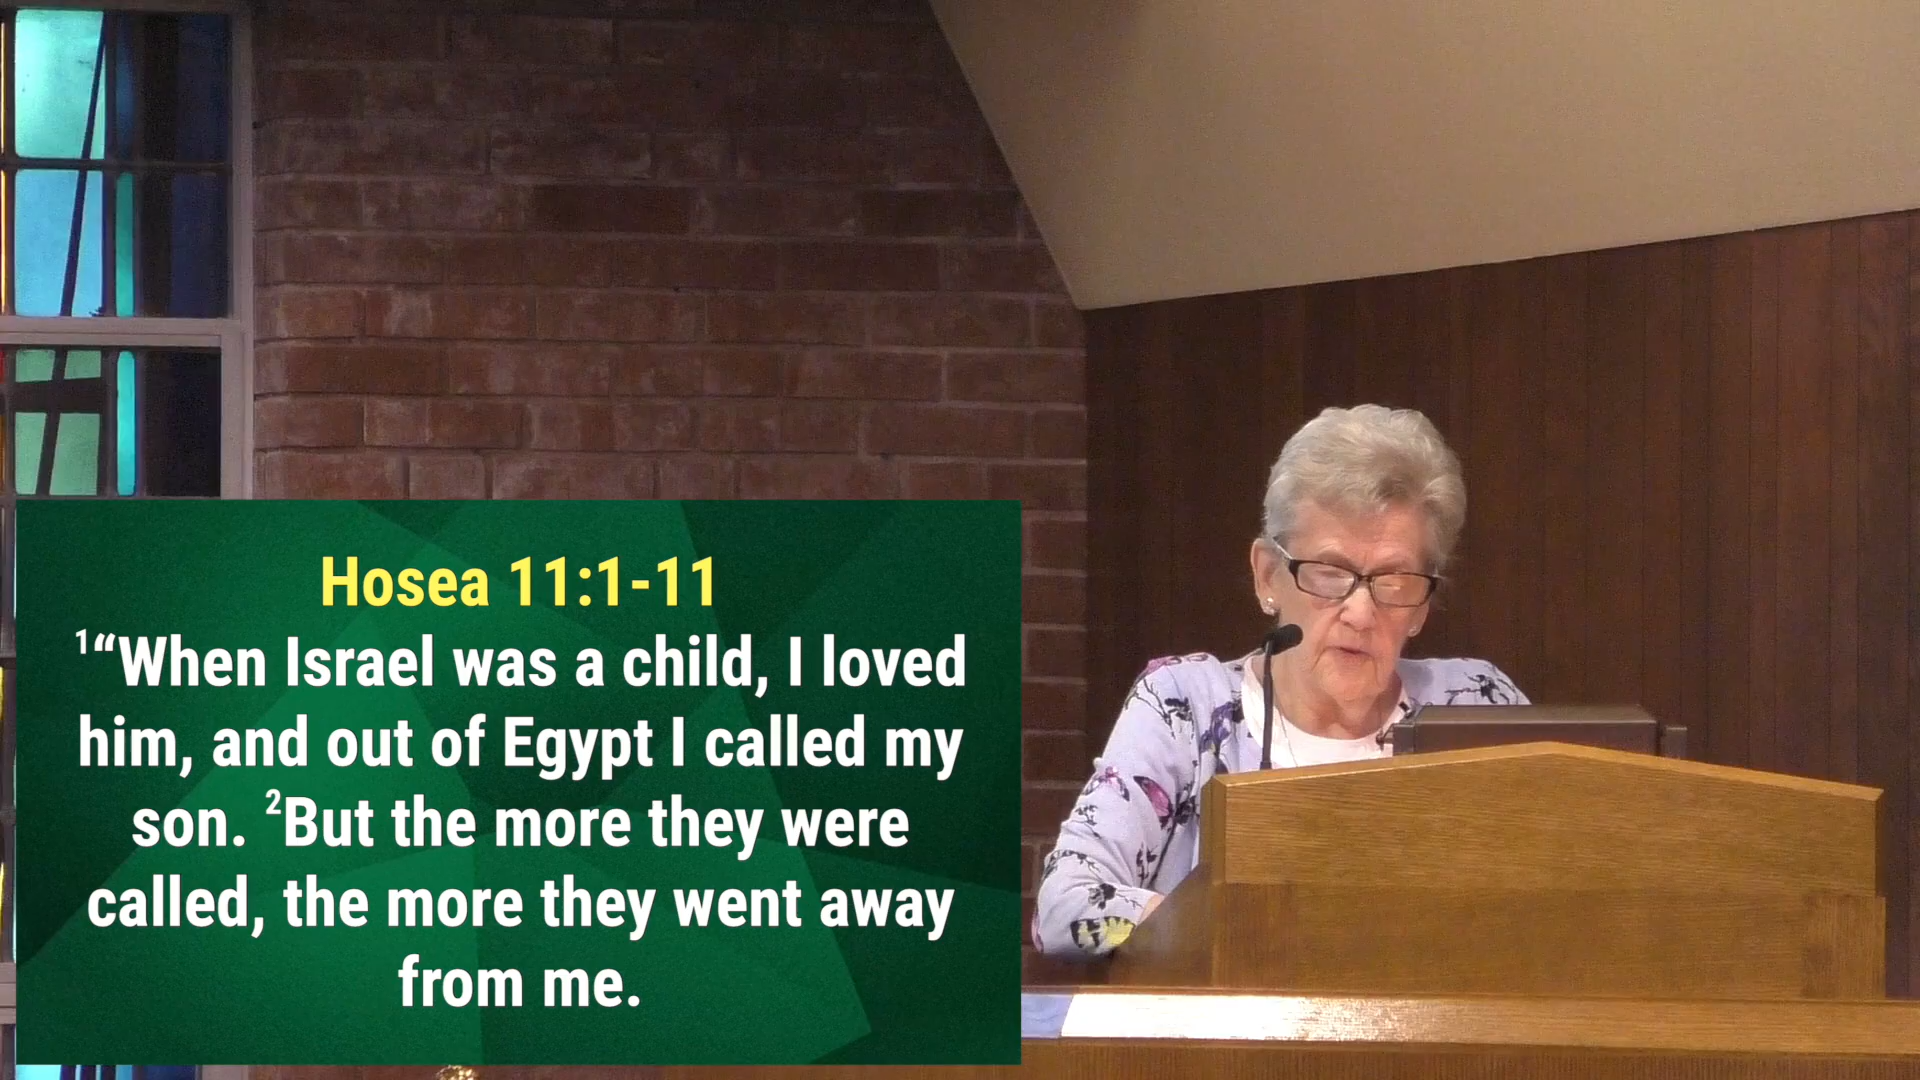 Hosea 11:1-11
¹“When Israel was a child, I loved
him, and out of Egypt I called my
son. ²But the more they were
called, the more they went away
from me.